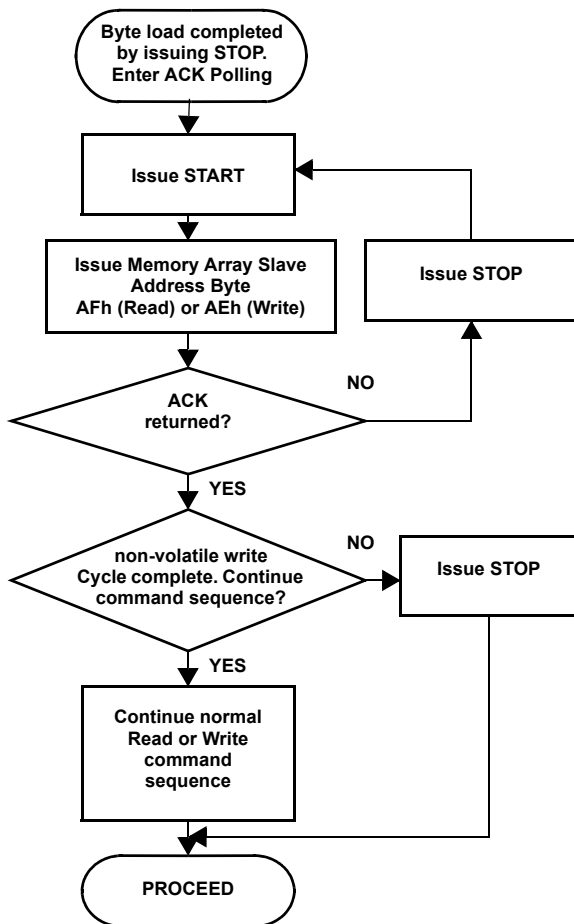 Byte load completed
by issuing STOP.
Enter ACK Polling
Issue START
Issue Memory Array Slave
Address Byte
AFh (Read) or AEh (Write)
Issue STOP
ACK
returned?
NO
YES
non-volatile write
Cycle complete. Continue
command sequence?
NO
Issue STOP
YES
Continue normal
Read or Write
command
sequence
PROCEED